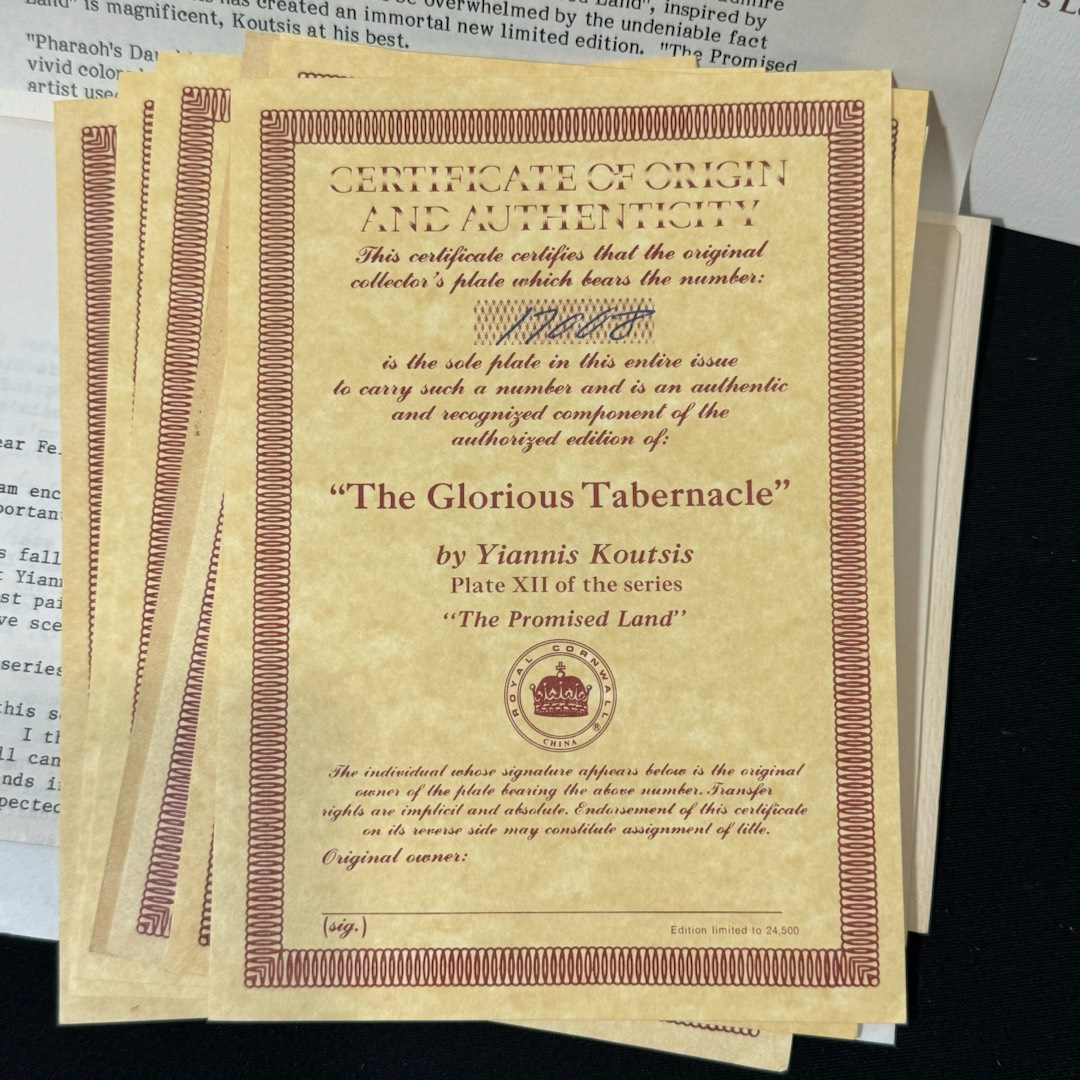 Land", inspired by
has created an immortal new limited edition. "The Promised
be overwhelmed by the undeniable fact
Land" is magnificent, Koutsis at his best.
"Pharaoh's
vivid
artist
CERTIFICATE OF ORIGIN
AND AUTHENTICITY
This certificate certifies that the original
collector's plate which bears the number:
17008
is the sole plate in this entire issue
to carry such a number and is an authentic
and recognized component of the
authorized edition of:
"The Glorious Tabernacle"
by Yiannis Koutsis
Plate XII of the series
"The Promised Land"
ROYAL CORNWALL ®
CHINA
The individual whose signature appears below is the original
owner of the plate bearing the above number. Transfer
rights are implicit and absolute. Endorsement of this certificate
on its reverse side may constitute assignment of title.
Original owner:
(sig.)
Edition limited to 24,500
series
I